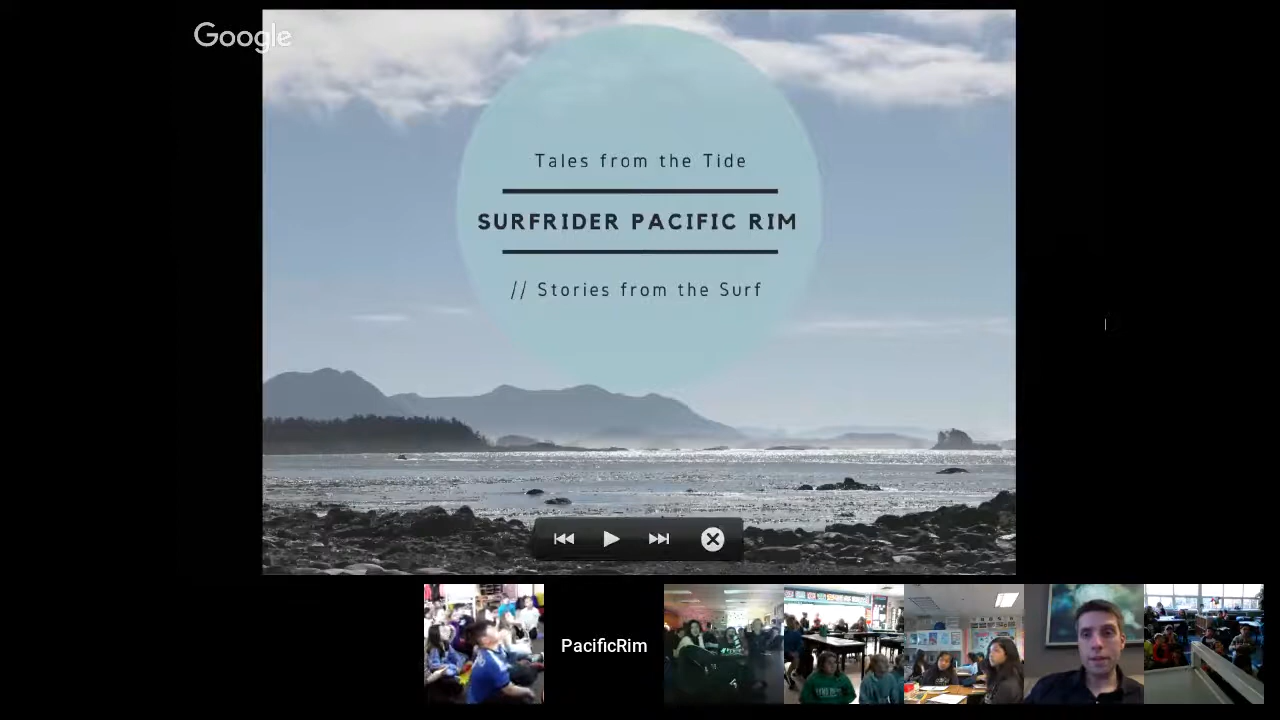 Google
Tales from the Tide
SURFRIDER PACIFIC RIM
// Stories from the Surf
PacificRim